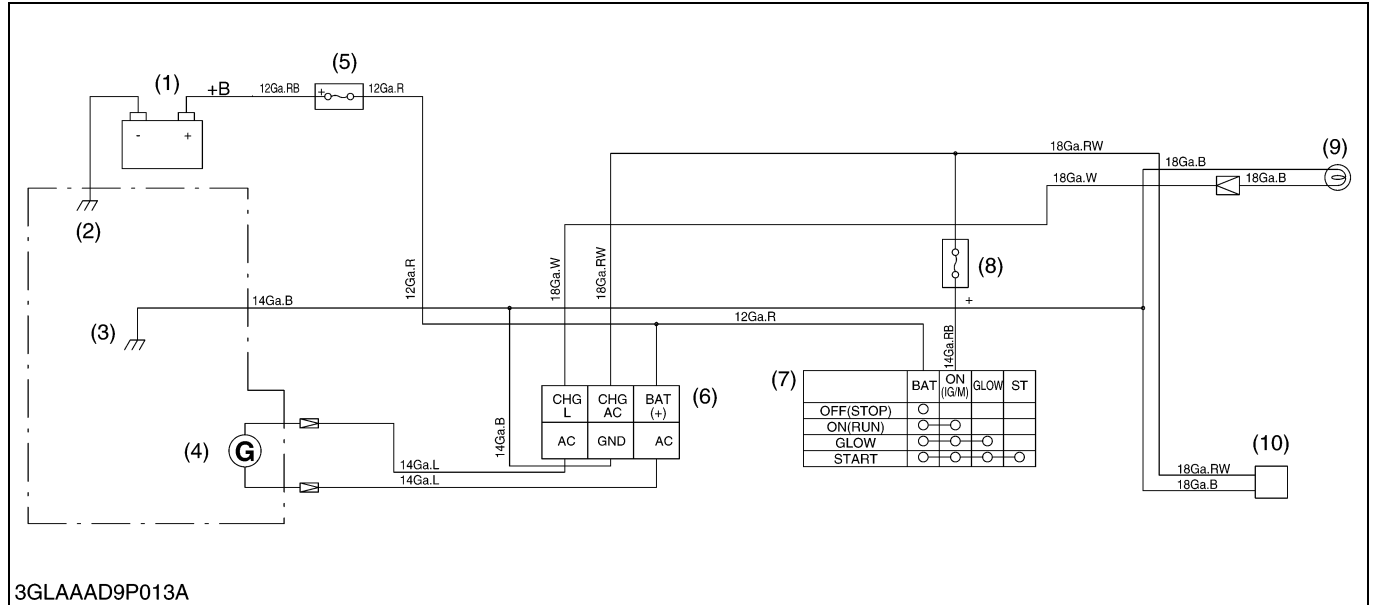 (5)
(1)
+B
12Ga.RB
+
12Ga.R
- +
(2)
18Ga.RW
18Ga.B
(9)
18Ga.W
18Ga.B
12Ga.R
18Ga.W
18Ga.RW
(8)
+
14Ga.B
(3)
12Ga.R
14Ga.RB
(7)
BAT ON (IG/M) GLOW ST
OFF(STOP)
ON(RUN)
GLOW
START
CHG L CHG AC BAT (+)
AC GND AC
(6)
14Ga.B
(4)
G
14Ga.L
14Ga.L
(10)
18Ga.RW
18Ga.B
3GLAAAD9P013A